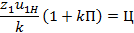 z₁u₁H/k (1 + kП) = Ц